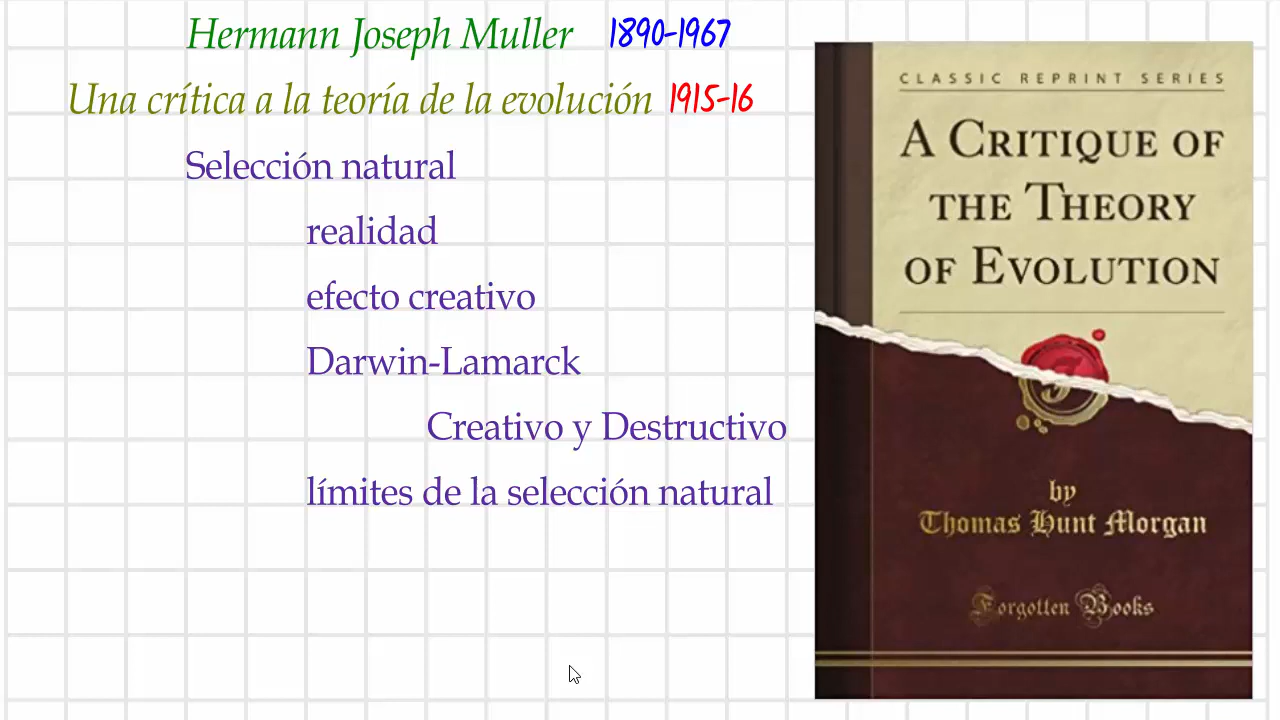 Hermann Joseph Muller 1890-1967
Una crítica a la teoría de la evolución 1915-16
Selección natural
realidad
efecto creativo
Darwin-Lamarck
Creativo y Destructivo
límites de la selección natural
CLASSIC REPRINT SERIES
A CRITIQUE OF
THE THEORY
OF EVOLUTION
by
Thomas Hunt Morgan
Forgotten Books